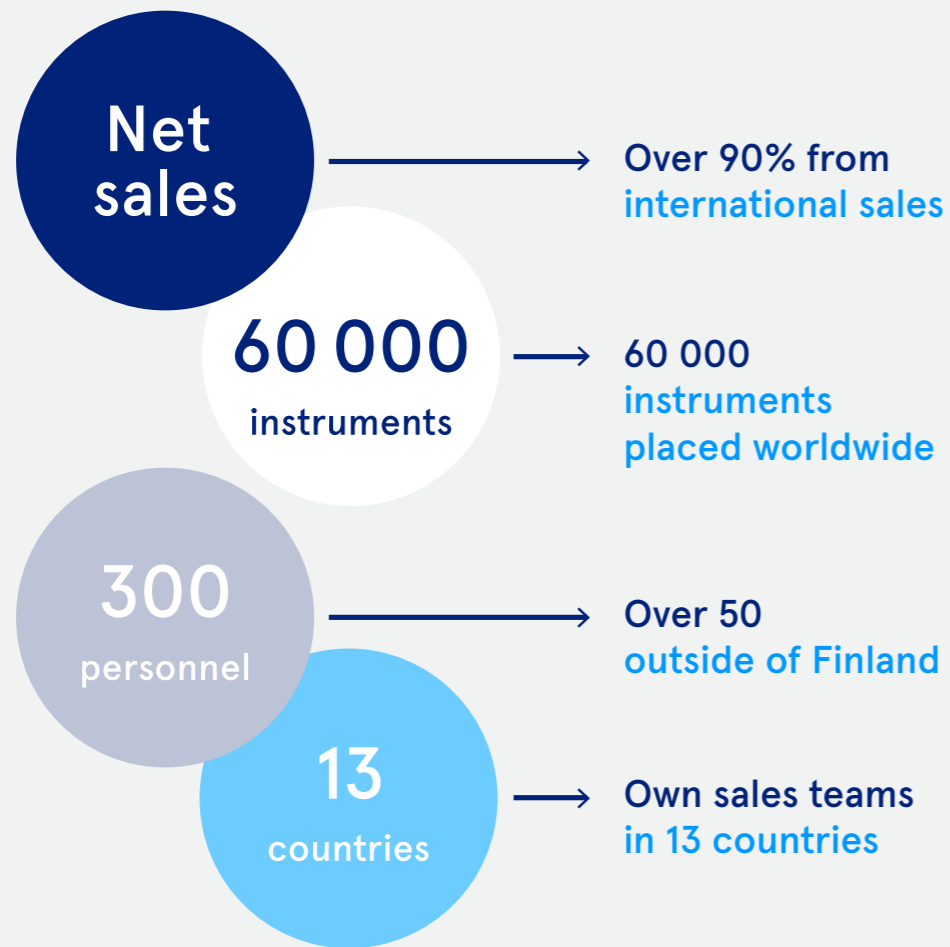 Net
sales
Over 90% from
international sales
60 000
instruments
60 000
instruments
placed worldwide
300
personnel
Over 50
outside of Finland
13
countries
Own sales teams
in 13 countries